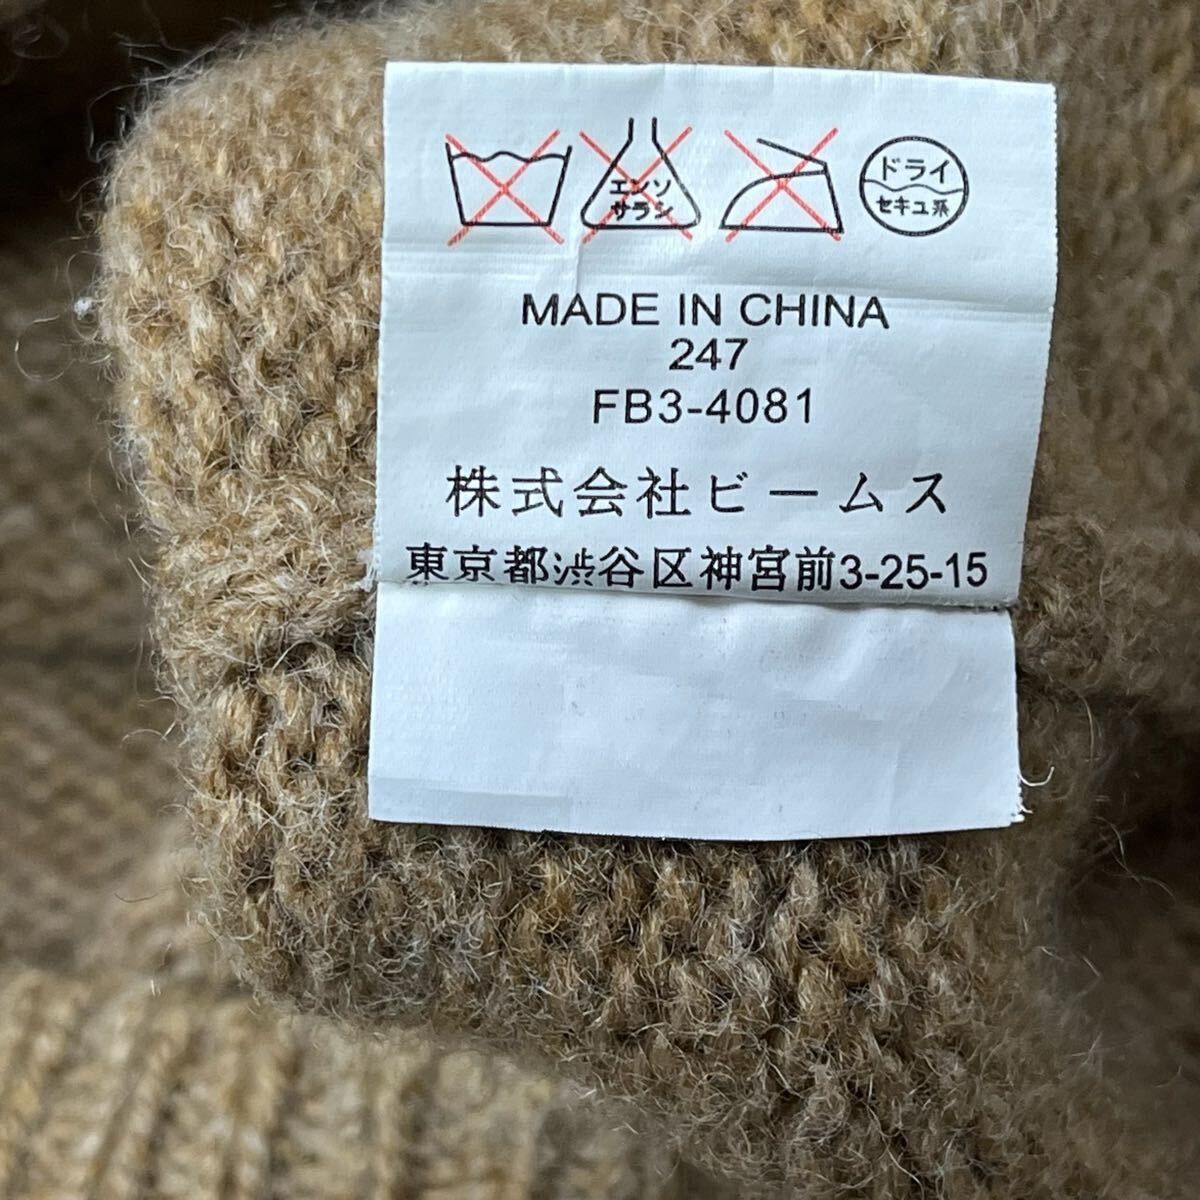 エンソ
サラシ
ドライ
セキユ系
MADE IN CHINA
247
FB3-4081
株式会社ビームス
東京都渋谷区神宮前3-25-15